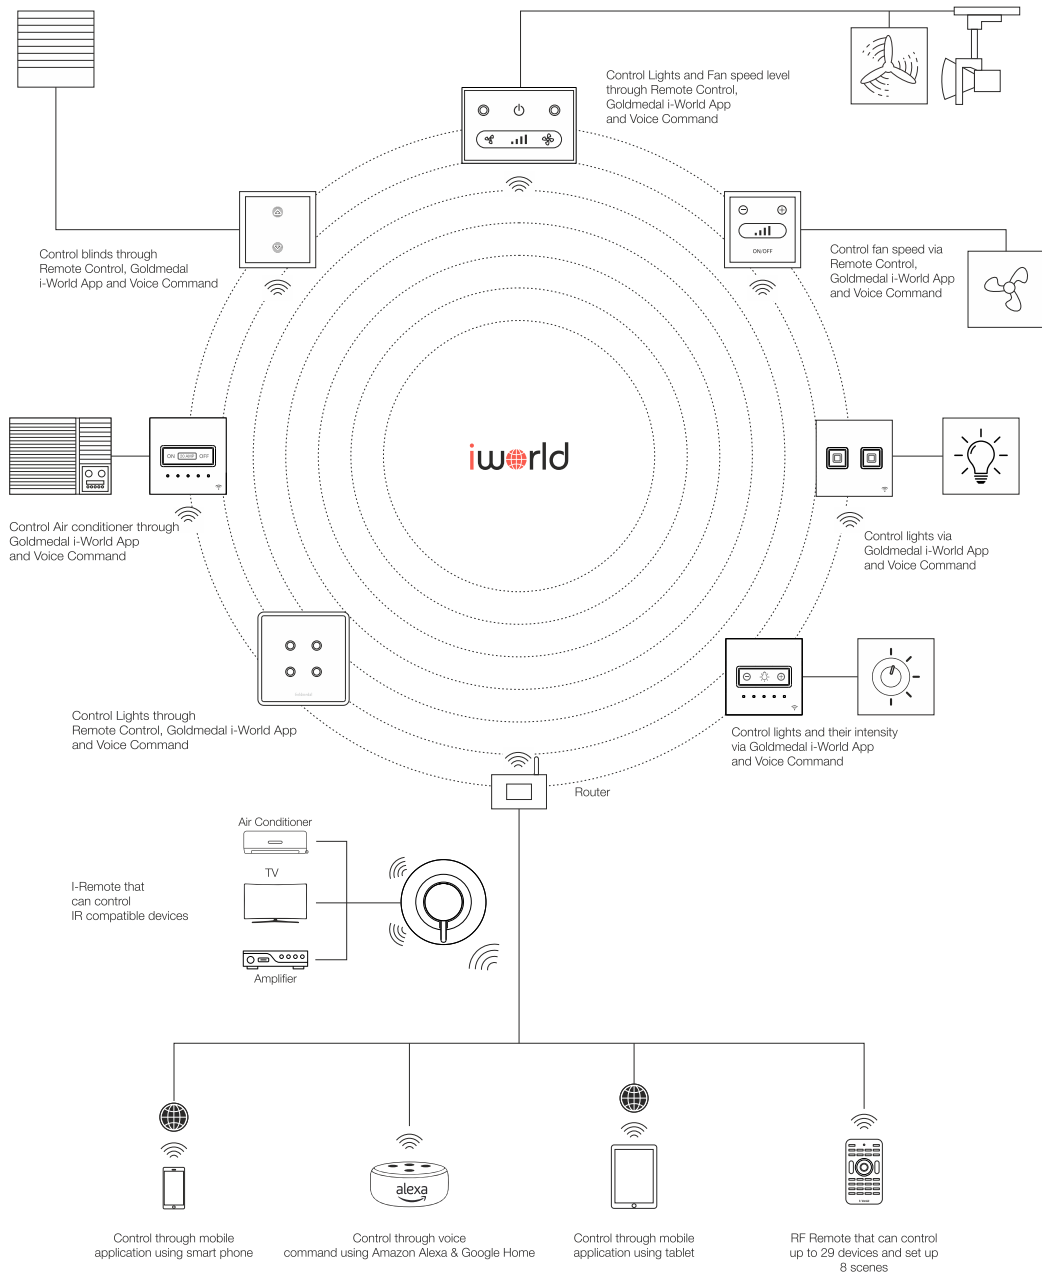 Control Lights and Fan speed level
through Remote Control,
Goldmedal i-World App
and Voice Command
Control blinds through
Remote Control, Goldmedal
i-World App and Voice Command
ON/OFF
Control fan speed via
Remote Control,
Goldmedal i-World App
and Voice Command
iworld
ON
OFF
Control Air conditioner through
Goldmedal i-World App
and Voice Command
Control lights via
Goldmedal i-World App
and Voice Command
Control Lights through
Remote Control, Goldmedal i-World App
and Voice Command
Control lights and their intensity
via Goldmedal i-World App
and Voice Command
Router
Air Conditioner
TV
I-Remote that
can control
IR compatible devices
Amplifier
alexa
Control through mobile
application using smart phone
Control through voice
command using Amazon Alexa & Google Home
Control through mobile
application using tablet
RF Remote that can control
up to 29 devices and set up
8 scenes